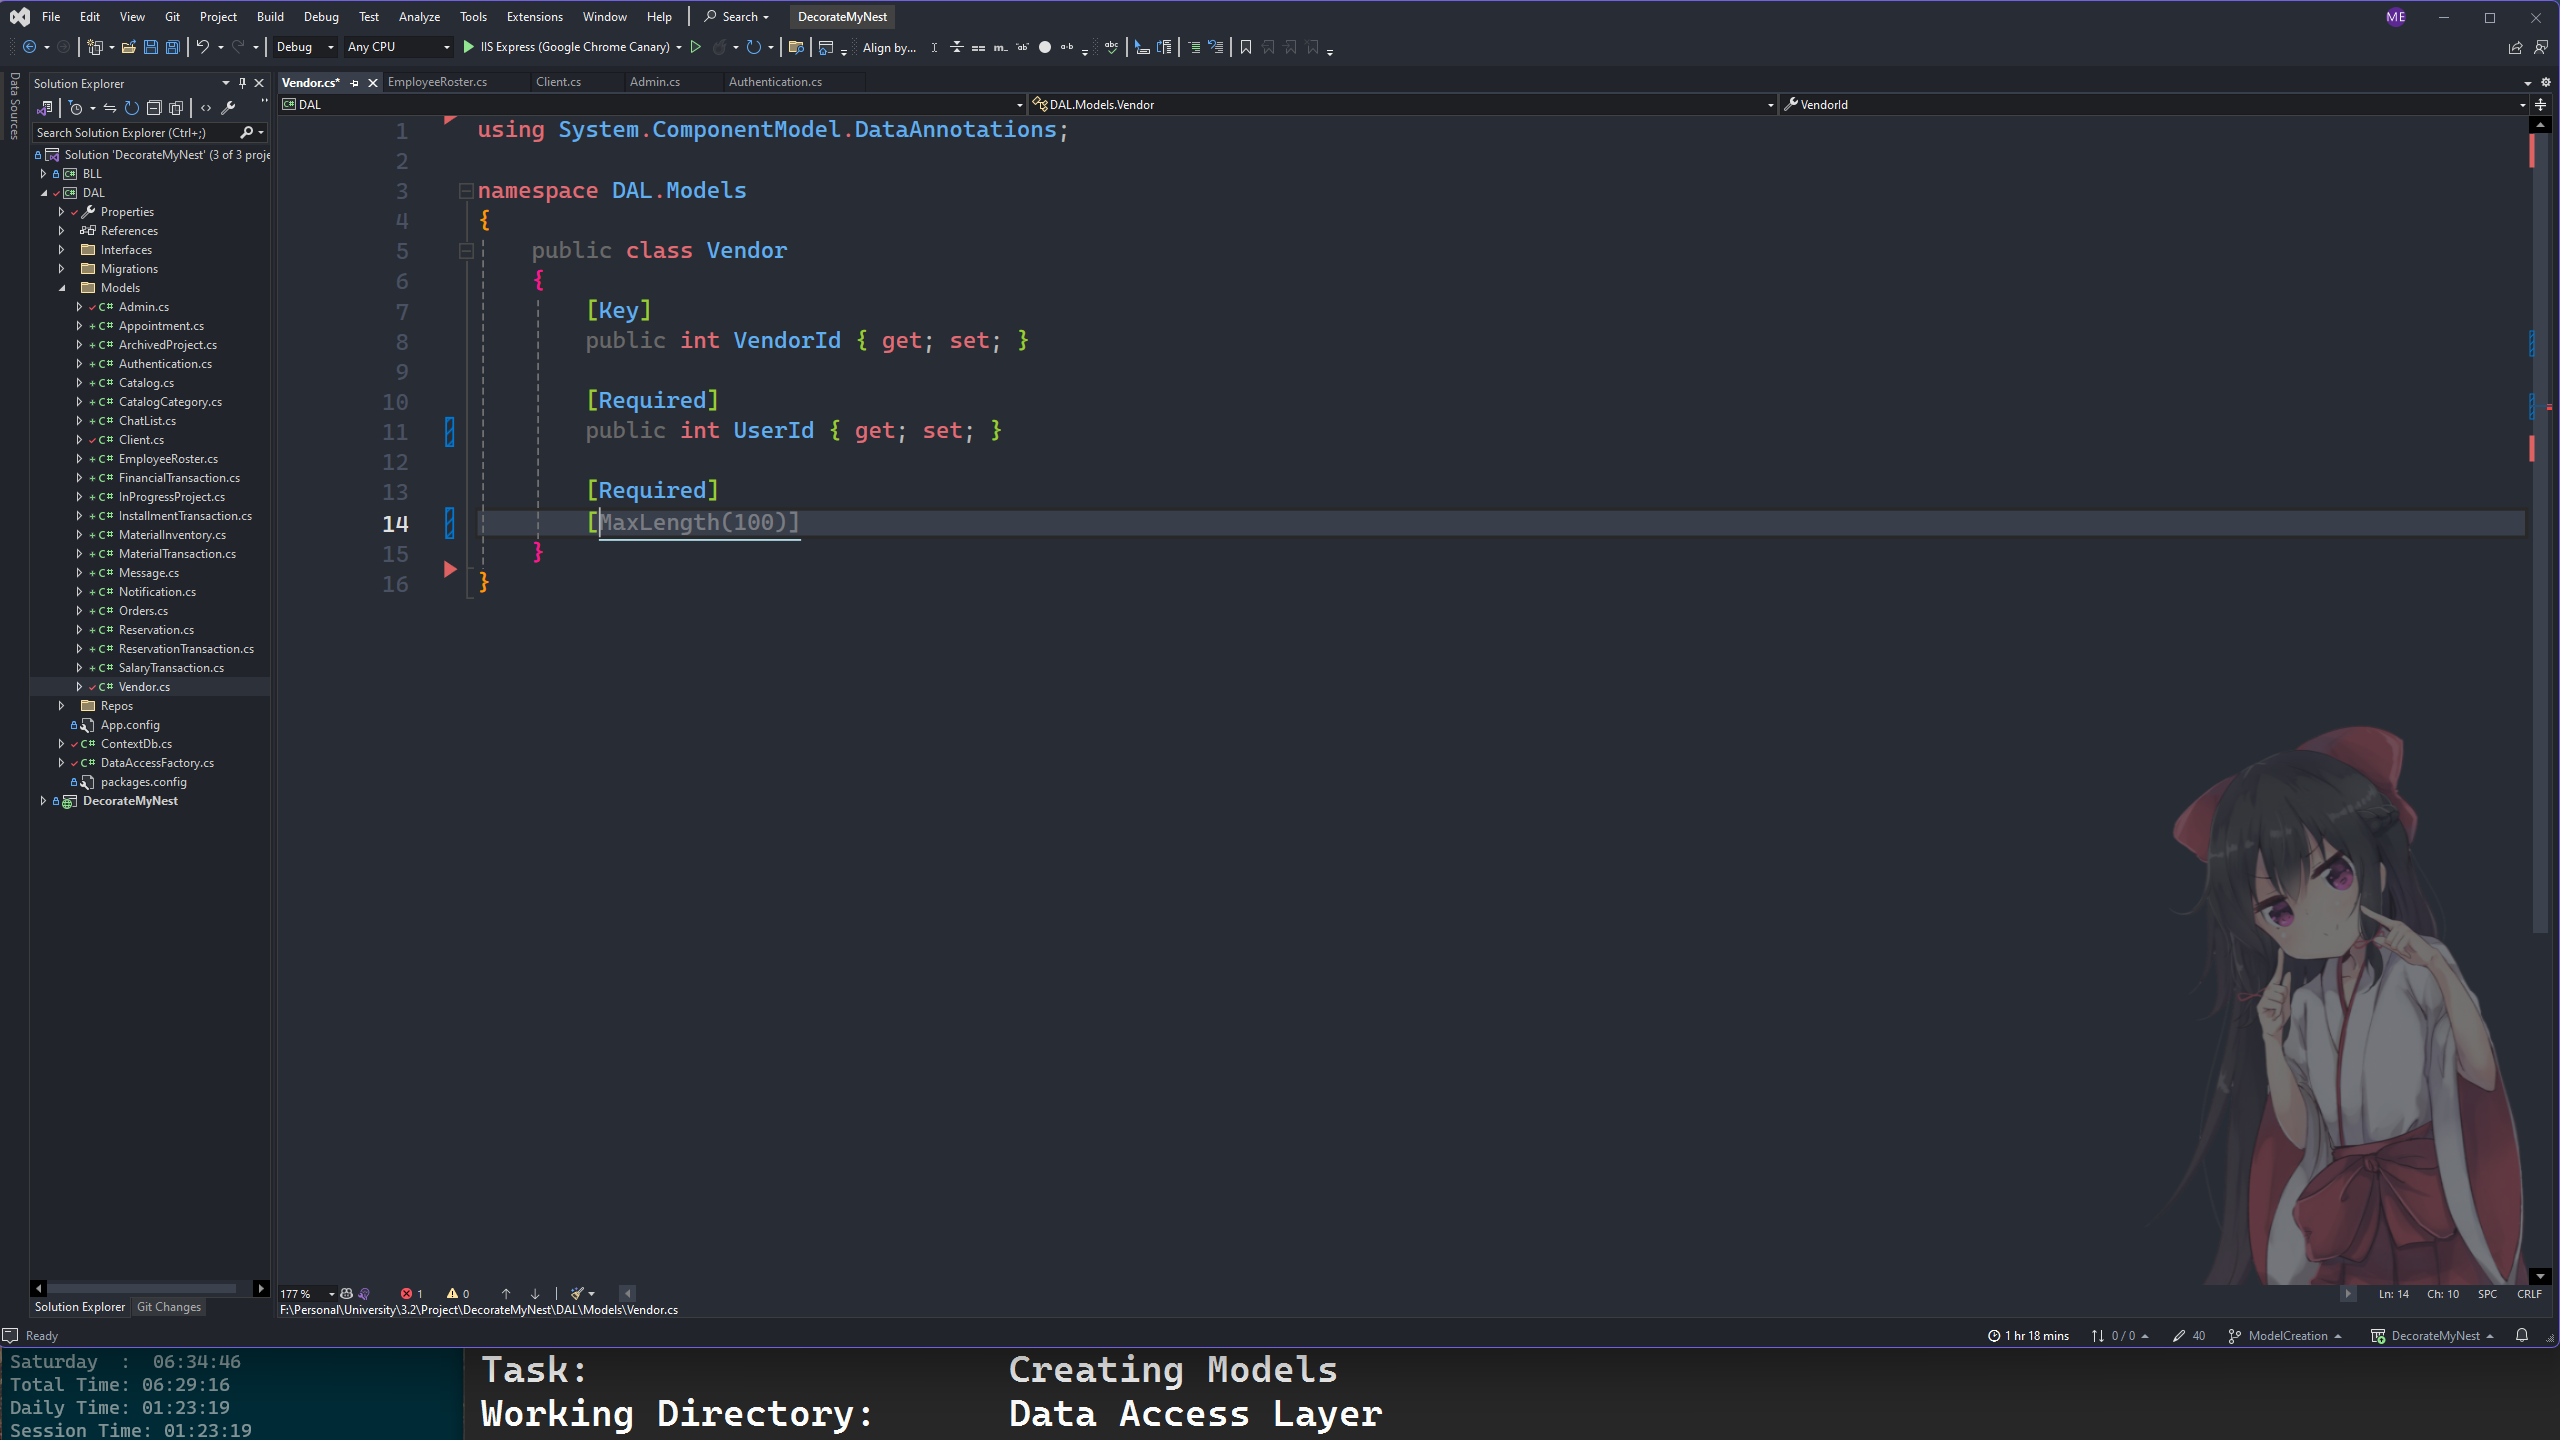 File Edit View Git Project Build Debug Test Analyze Tools Extensions Window Help Search DecorateMyNest ME
Debug Any CPU IIS Express (Google Chrome Canary) Align by...
Data Sources
Solution Explorer
Search Solution Explorer (Ctrl+;)
Solution 'DecorateMyNest' (3 of 3 proje
BLL
DAL
Properties
References
Interfaces
Migrations
Models
C# Admin.cs
C# Appointment.cs
C# ArchivedProject.cs
C# Authentication.cs
C# Catalog.cs
C# CatalogCategory.cs
C# ChatList.cs
C# Client.cs
C# EmployeeRoster.cs
C# FinancialTransaction.cs
C# InProgressProject.cs
C# InstallmentTransaction.cs
C# MaterialInventory.cs
C# MaterialTransaction.cs
C# Message.cs
C# Notification.cs
C# Orders.cs
C# Reservation.cs
C# ReservationTransaction.cs
C# SalaryTransaction.cs
C# Vendor.cs
Repos
App.config
C# ContextDb.cs
C# DataAccessFactory.cs
packages.config
DecorateMyNest
Solution Explorer Git Changes
Vendor.cs* EmployeeRoster.cs Client.cs Admin.cs Authentication.cs
DAL DAL.Models.Vendor VendorId
1 using System.ComponentModel.DataAnnotations;
2
3 namespace DAL.Models
4 {
5 public class Vendor
6 {
7 [Key]
8 public int VendorId { get; set; }
9
10 [Required]
11 public int UserId { get; set; }
12
13 [Required]
14 [MaxLength(100)]
15 }
16 }
177 % 1 0 Ln: 14 Ch: 10 SPC CRLF
F:\Personal\University\3.2\Project\DecorateMyNest\DAL\Models\Vendor.cs
Ready 1 hr 18 mins 0 / 0 40 ModelCreation DecorateMyNest
Saturday : 06:34:46
Total Time: 06:29:16
Daily Time: 01:23:19
Session Time: 01:23:19
Task: Creating Models
Working Directory: Data Access Layer